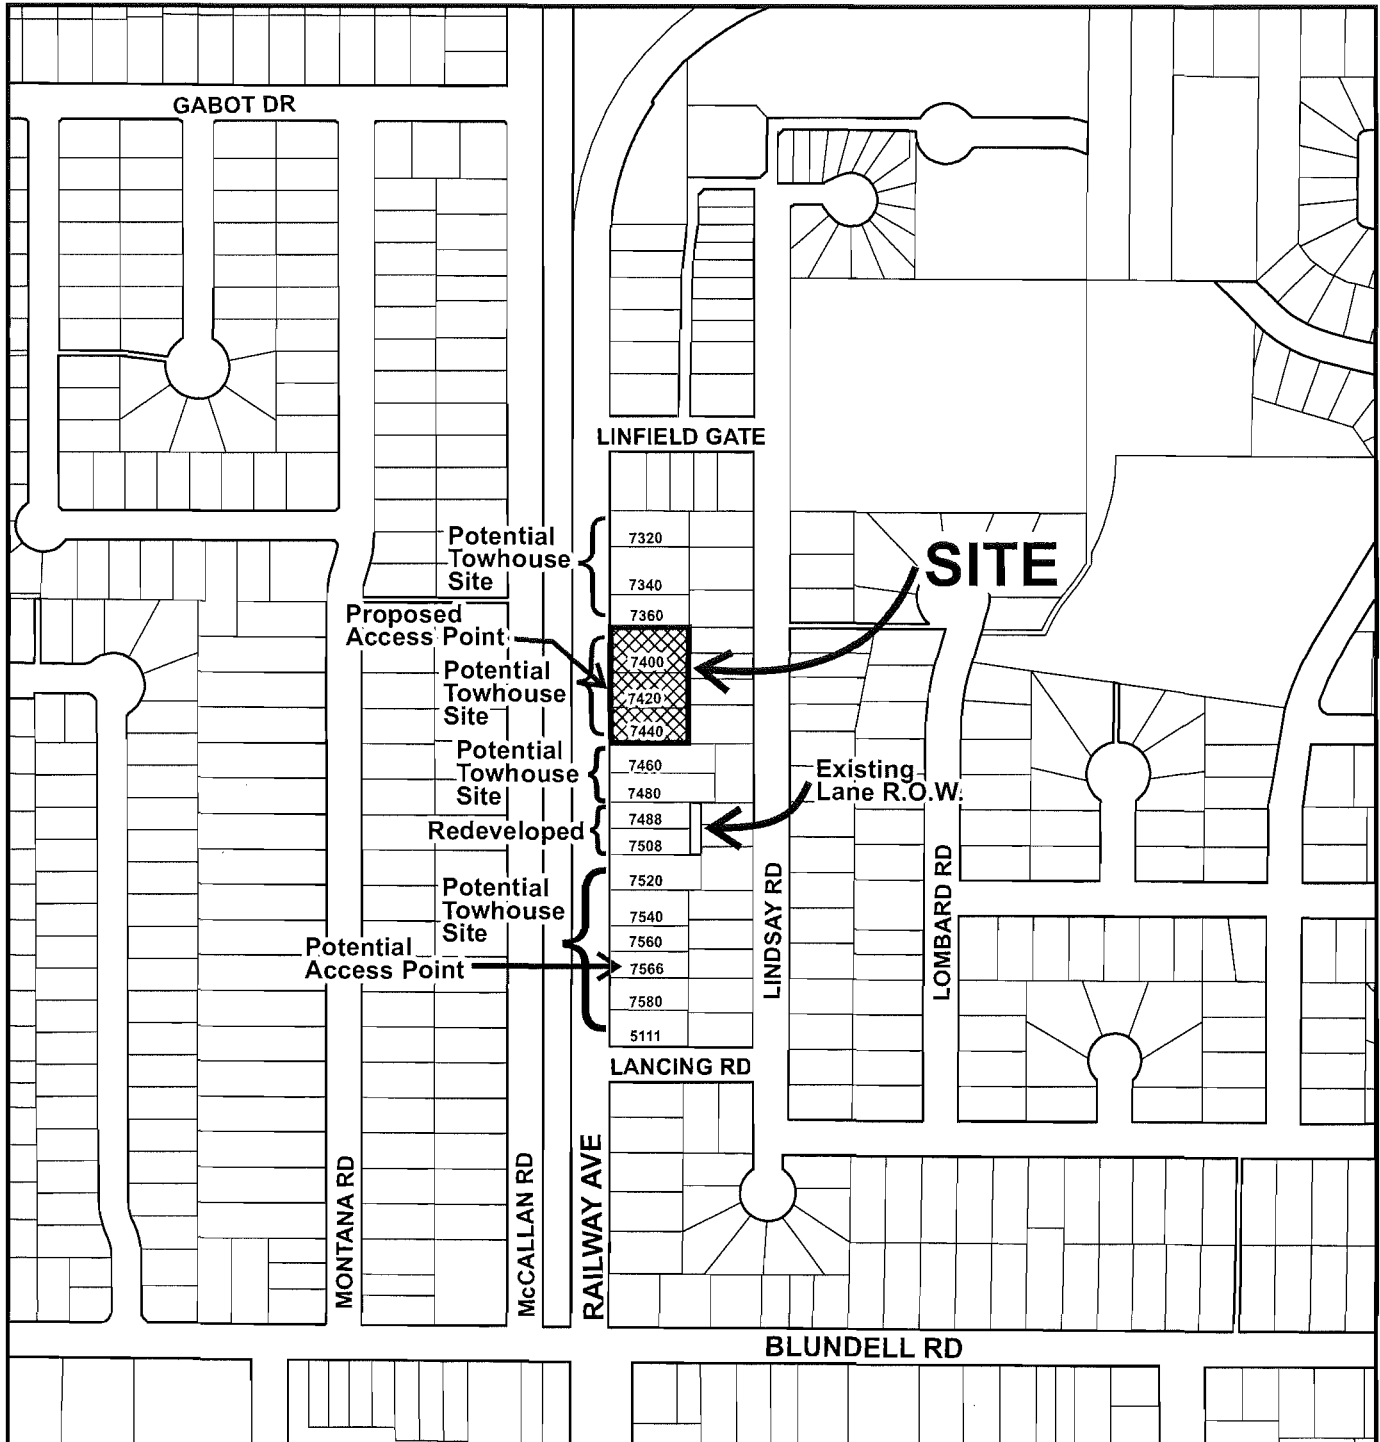 GABOT DR
LINFIELD GATE
Potential
Towhouse
Site
7320
7340
7360
SITE
Proposed
Access Point
Potential
Towhouse
Site
7400
7420
7440
Potential
Towhouse
Site
7460
7480
Existing
Lane R.O.W.
Redeveloped
7488
7508
Potential
Towhouse
Site
7520
7540
7560
7566
7580
5111
Potential
Access Point
LINDSAY RD
LOMBARD RD
LANCING RD
MONTANA RD
McCALLAN RD
RAILWAY AVE
BLUNDELL RD